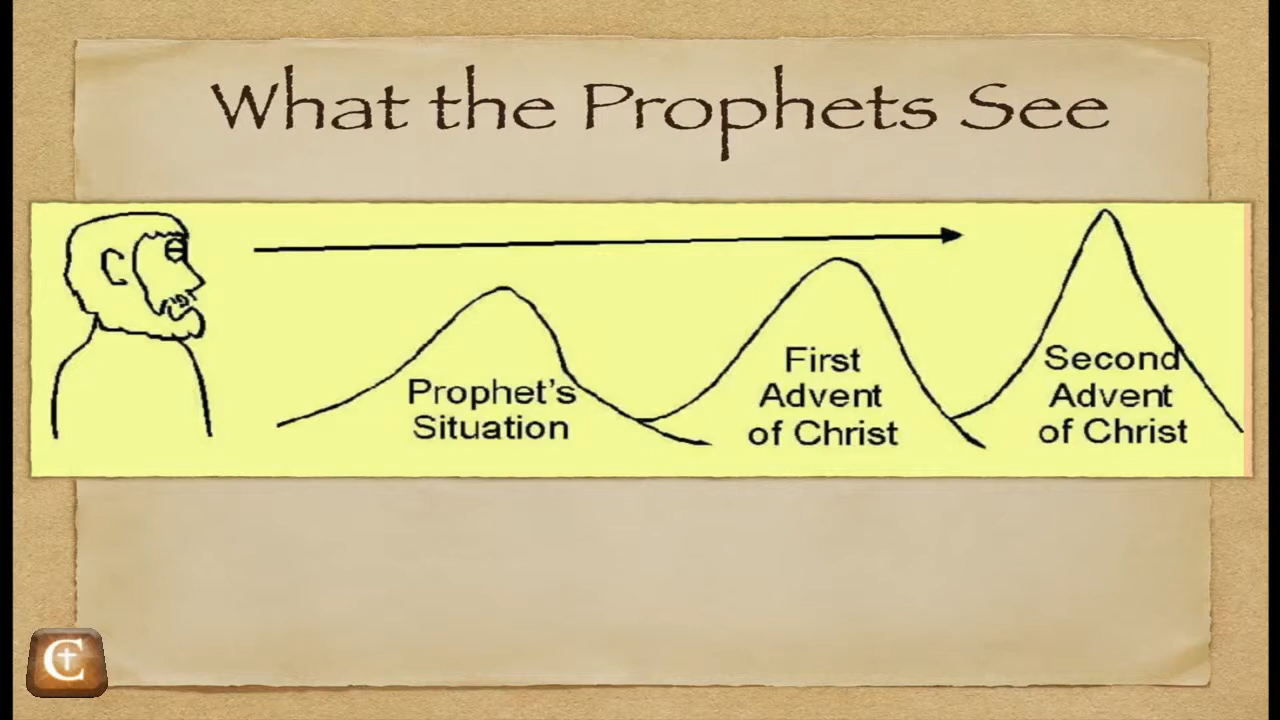 What the Prophets See
Prophet's
Situation
First
Advent
of Christ
Second
Advent
of Christ
C